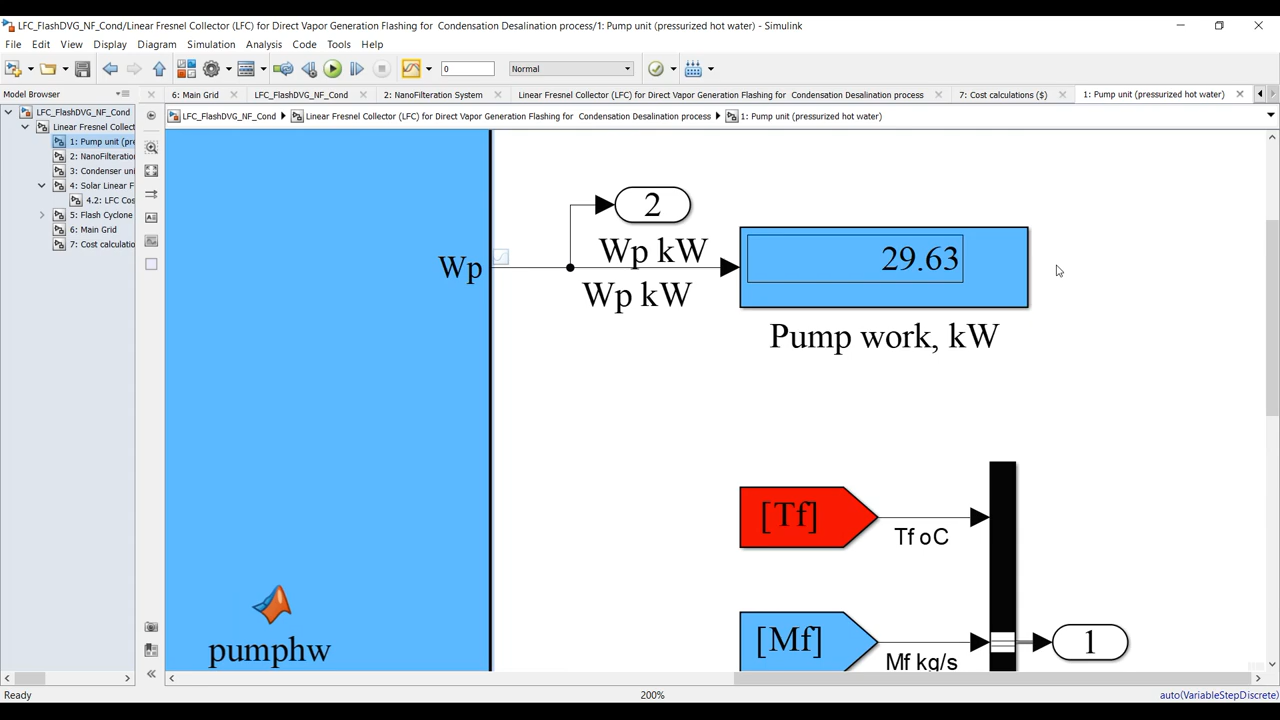 LFC_FlashDVG_NF_Cond/Linear Fresnel Collector (LFC) for Direct Vapor Generation Flashing for  Condensation Desalination process/1: Pump unit (pressurized hot water) - Simulink
File Edit View Display Diagram Simulation Analysis Code Tools Help
0 Normal
Model Browser
6: Main Grid LFC_FlashDVG_NF_Cond 2: NanoFilteration System Linear Fresnel Collector (LFC) for Direct Vapor Generation Flashing for  Condensation Desalination process 7: Cost calculations ($) 1: Pump unit (pressurized hot water)
LFC_FlashDVG_NF_Cond Linear Fresnel Collector (LFC) for Direct Vapor Generation Flashing for  Condensation Desalination process 1: Pump unit (pressurized hot water)
LFC_FlashDVG_NF_Cond
Linear Fresnel Collect
1: Pump unit (pre
2: NanoFilteration
3: Condenser uni
4: Solar Linear F
4.2: LFC Cos
5: Flash Cyclone
6: Main Grid
7: Cost calculatio
2
Wp kW
Wp
29.63
Wp kW
Pump work, kW
[Tf]
Tf oC
[Mf]
Mf kg/s
1
pumphw
Ready 200% auto(VariableStepDiscrete)